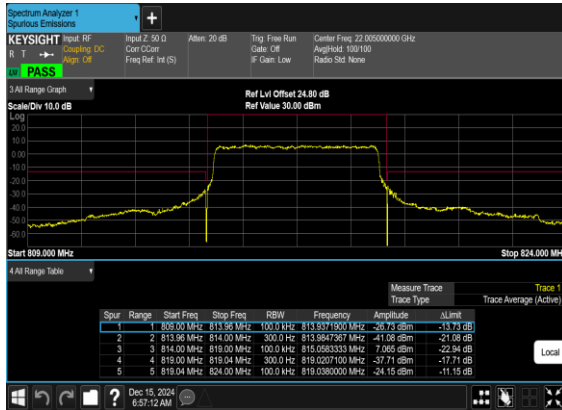 Spectrum Analyzer 1
Spurious Emissions
KEYSIGHT Input: RF Input Z: 50 Ω Atten: 20 dB Trig: Free Run Center Freq: 22.005000000 GHz
R T Coupling: DC Corr CCorr Gate: Off Avg|Hold: 100/100
Align: Off Freq Ref: Int (S) IF Gain: Low Radio Std: None
LV PASS
3 All Range Graph
Ref Lvl Offset 24.80 dB
Scale/Div 10.0 dB Ref Value 30.00 dBm
Log
20.0
10.0
0.00
-10.0
-20.0
-30.0
-40.0
-50.0
-60.0
Start 809.000 MHz Stop 824.000 MHz
4 All Range Table
Measure Trace Trace 1
Trace Type Trace Average (Active)
Spur Range Start Freq Stop Freq RBW Frequency Amplitude ΔLimit
1 1 809.00 MHz 813.96 MHz 100.0 kHz 813.9371900 MHz -26.73 dBm -13.73 dB
2 2 813.96 MHz 814.00 MHz 300.0 Hz 813.9847367 MHz -41.08 dBm -21.08 dB
3 3 814.00 MHz 819.00 MHz 100.0 kHz 815.0583333 MHz 7.065 dBm -22.94 dB
4 4 819.00 MHz 819.04 MHz 300.0 Hz 819.0207100 MHz -37.71 dBm -17.71 dB
5 5 819.04 MHz 824.00 MHz 100.0 kHz 819.0380000 MHz -24.15 dBm -11.15 dB
Local
Dec 15, 2024
6:57:12 AM